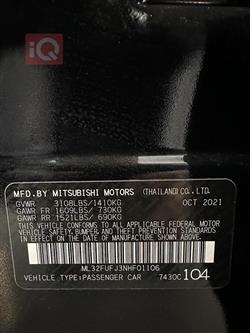 iQ
MFD.BY MITSUBISHI MOTORS (THAILAND)CO.,LTD.
GVWR 3108LBS/1410KG OCT 2021
GAWR FR 1609LBS/ 730KG
GAWR RR 1521LBS/ 690KG
THIS VEHICLE CONFORMS TO ALL APPLICABLE FEDERAL MOTOR VEHICLE
SAFETY, BUMPER, AND THEFT PREVENTION STANDARDS IN EFFECT
ON THE DATE OF MANUFACTURE SHOWN ABOVE.
ML32FUFJ3NHF01106
VEHICLE TYPE:PASSENGER CAR 7430C 104